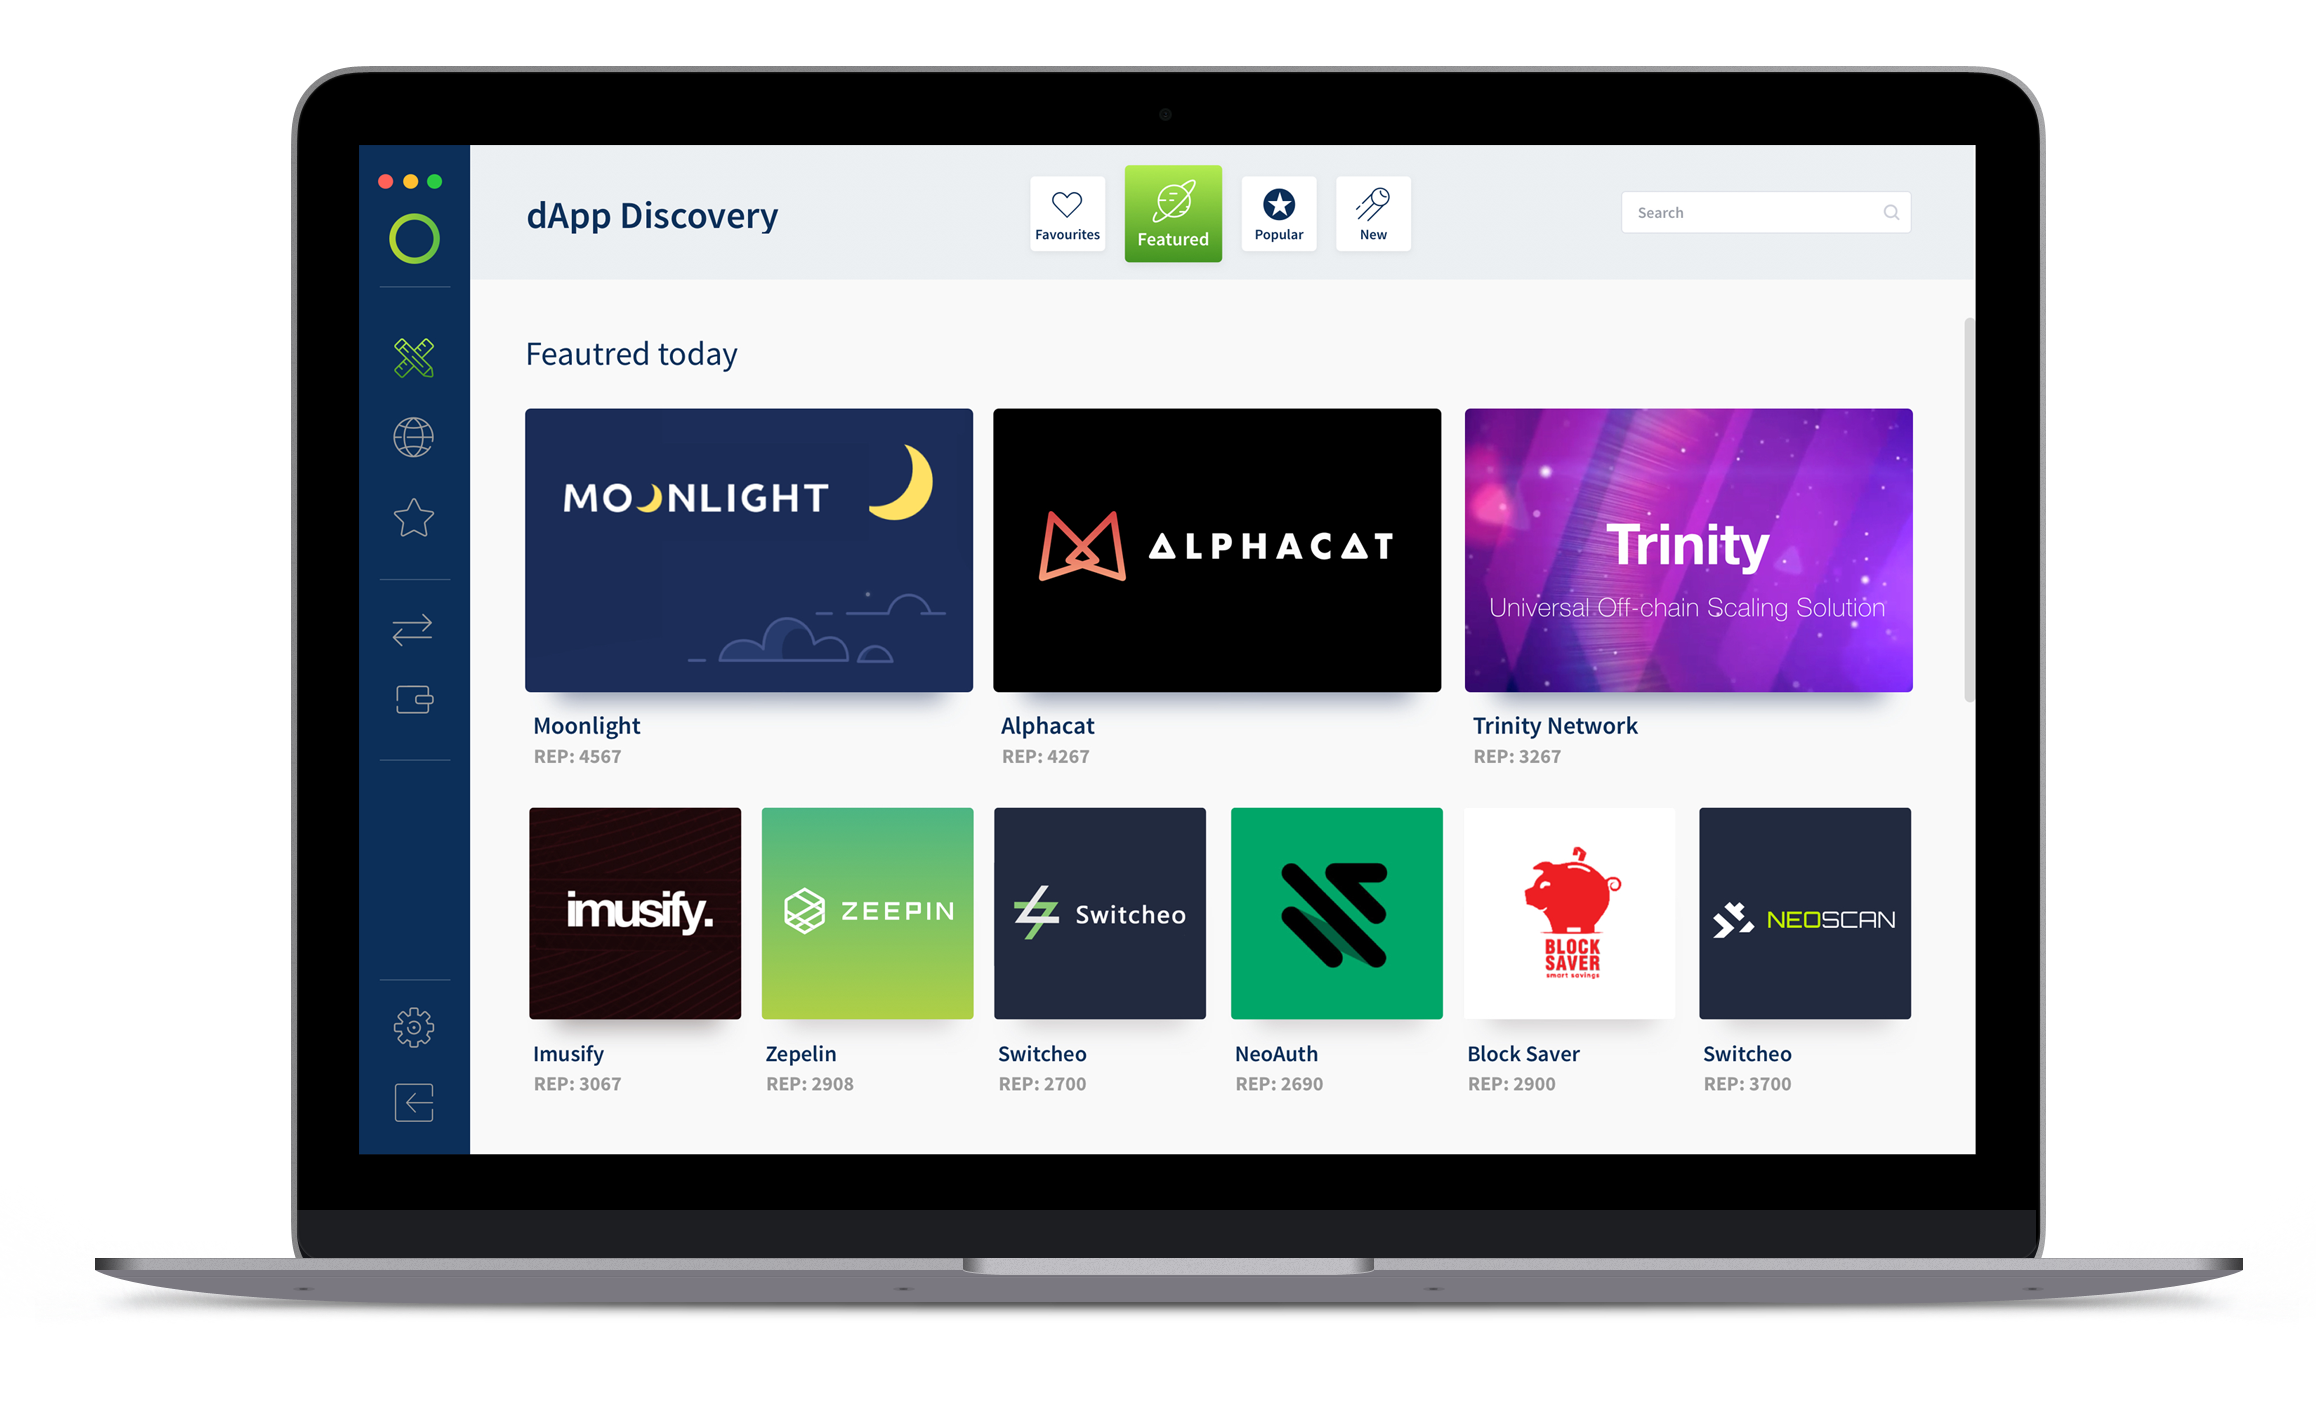 dApp Discovery
Favourites
Featured
Popular
New
Search
Feautred today
MOONLIGHT
ALPHACAT
Trinity
Universal Off-chain Scaling Solution
Moonlight
REP: 4567
Alphacat
REP: 4267
Trinity Network
REP: 3267
imusify.
ZEEPIN
Switcheo
BLOCK
SAVER
smart savings
NEOSCAN
Imusify
REP: 3067
Zepelin
REP: 2908
Switcheo
REP: 2700
NeoAuth
REP: 2690
Block Saver
REP: 2900
Switcheo
REP: 3700